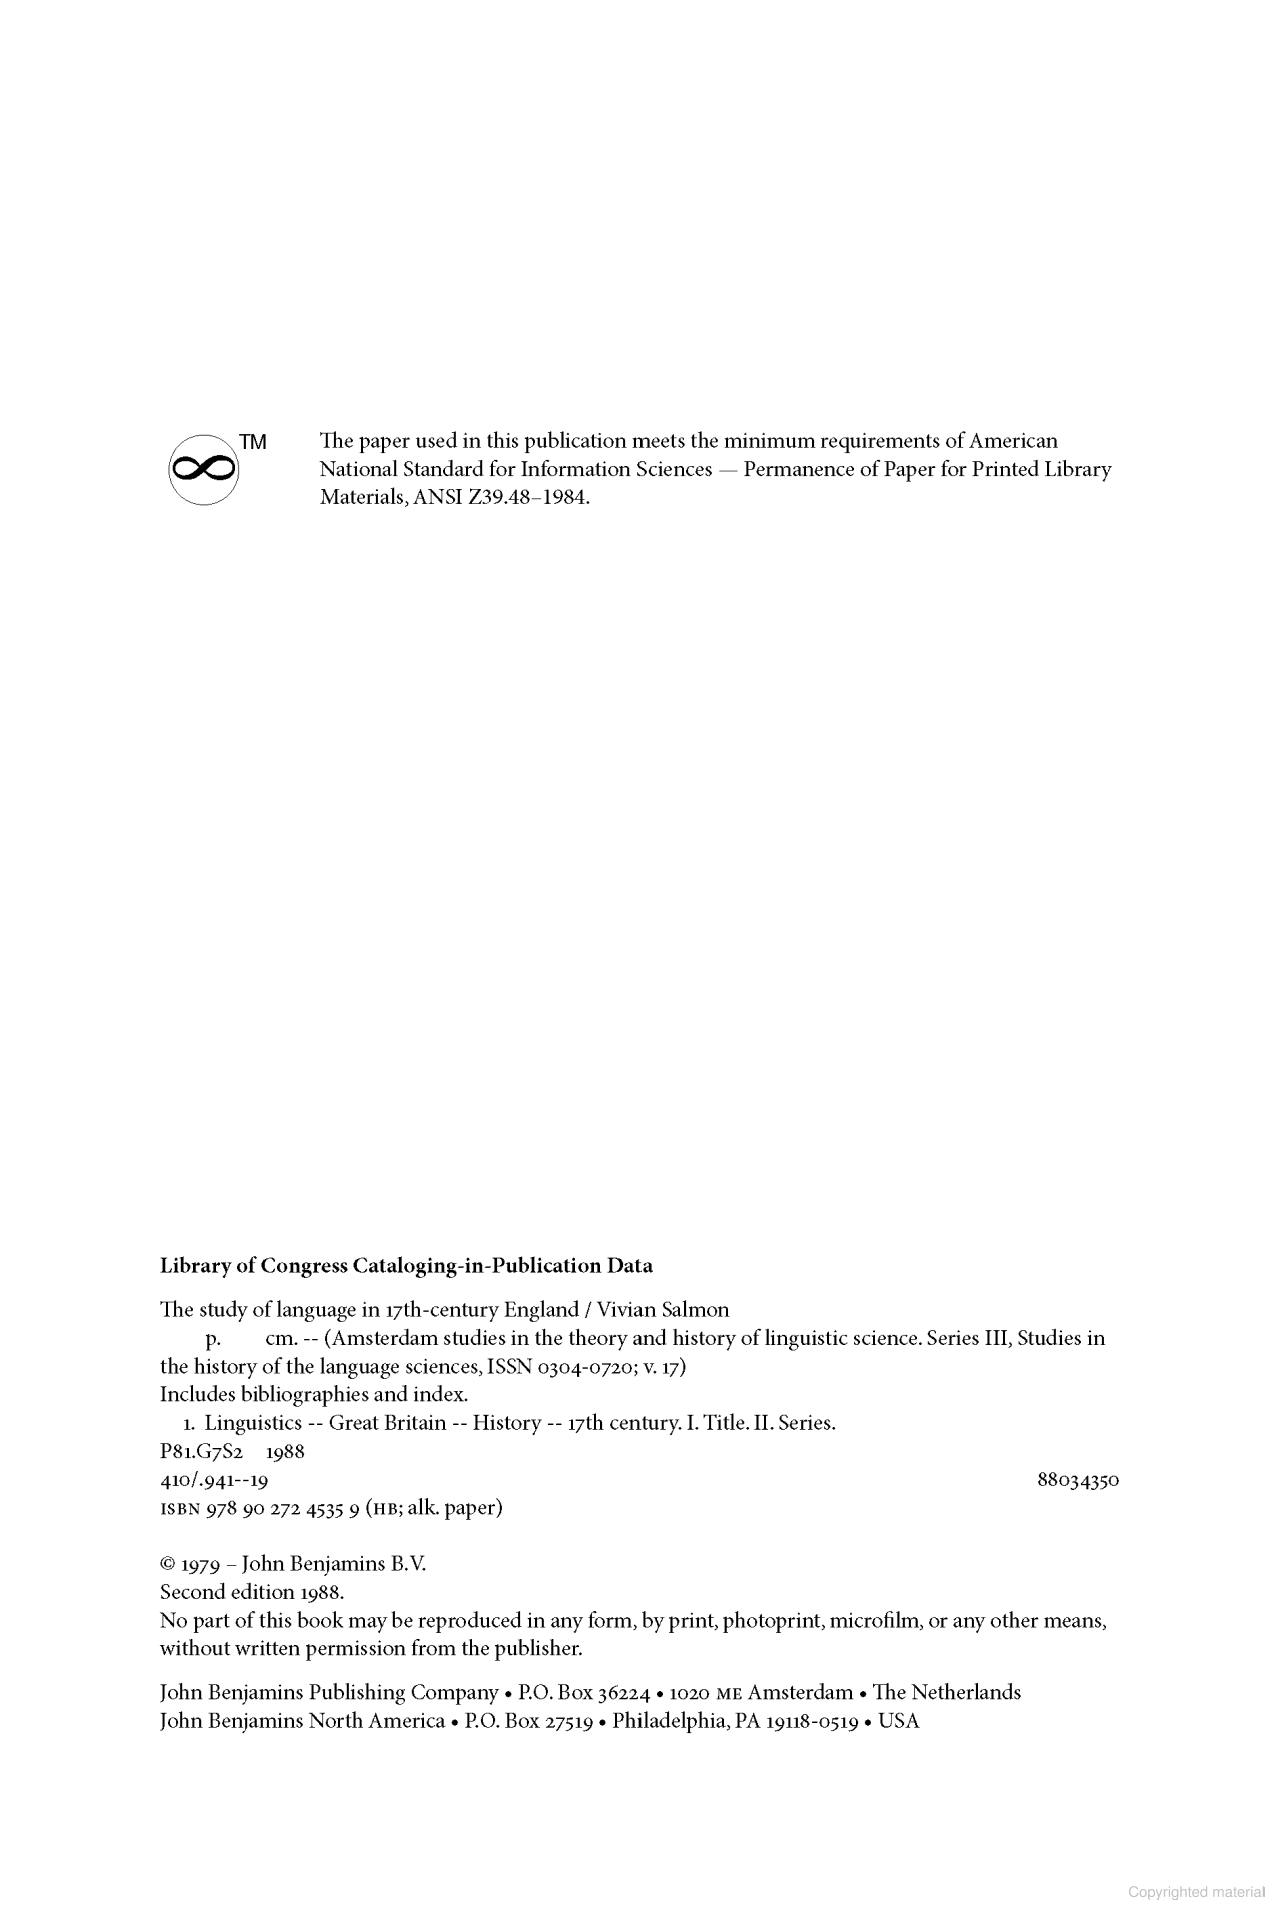 TM
The paper used in this publication meets the minimum requirements of American
National Standard for Information Sciences — Permanence of Paper for Printed Library
Materials, ANSI Z39.48–1984.
Library of Congress Cataloging-in-Publication Data
The study of language in 17th-century England / Vivian Salmon
p. cm. -- (Amsterdam studies in the theory and history of linguistic science. Series III, Studies in
the history of the language sciences, ISSN 0304-0720; v. 17)
Includes bibliographies and index.
1. Linguistics -- Great Britain -- History -- 17th century. I. Title. II. Series.
P81.G7S2 1988
410/.941--19 88034350
ISBN 978 90 272 4535 9 (HB; alk. paper)
© 1979 – John Benjamins B.V.
Second edition 1988.
No part of this book may be reproduced in any form, by print, photoprint, microfilm, or any other means,
without written permission from the publisher.
John Benjamins Publishing Company • P.O. Box 36224 • 1020 ME Amsterdam • The Netherlands
John Benjamins North America • P.O. Box 27519 • Philadelphia, PA 19118-0519 • USA
Copyrighted material